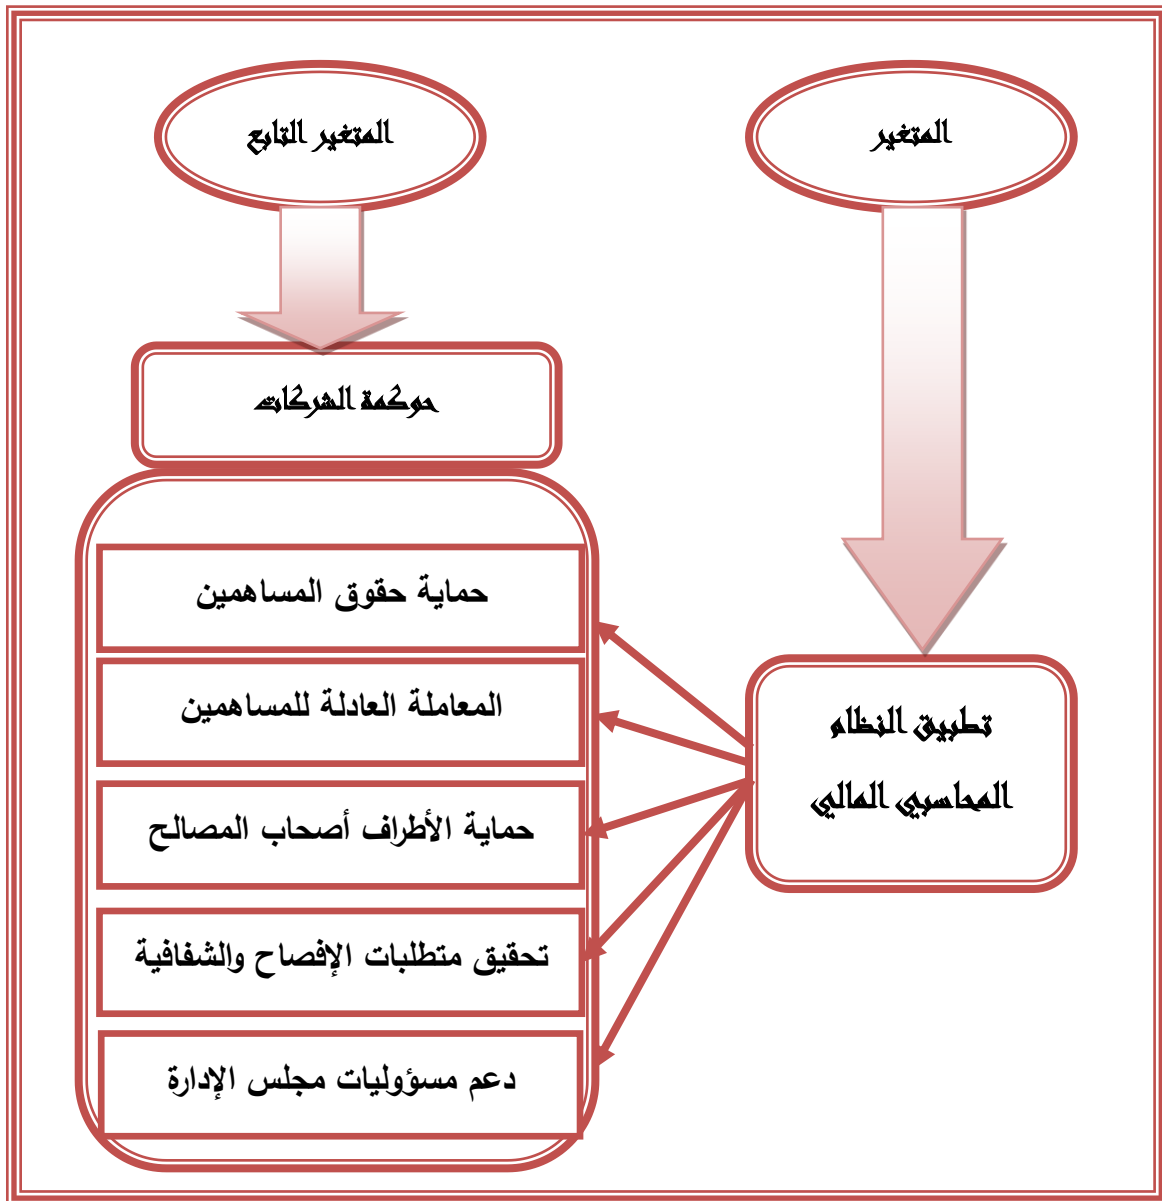 المتغير
المتغير التابع
حوكمة الشركات
حماية حقوق المساهمين
المعاملة العادلة للمساهمين
حماية الأطراف أصحاب المصالح
تحقيق متطلبات الإفصاح والشفافية
دعم مسؤوليات مجلس الإدارة
تطبيق النظام
المحاسبي المالي